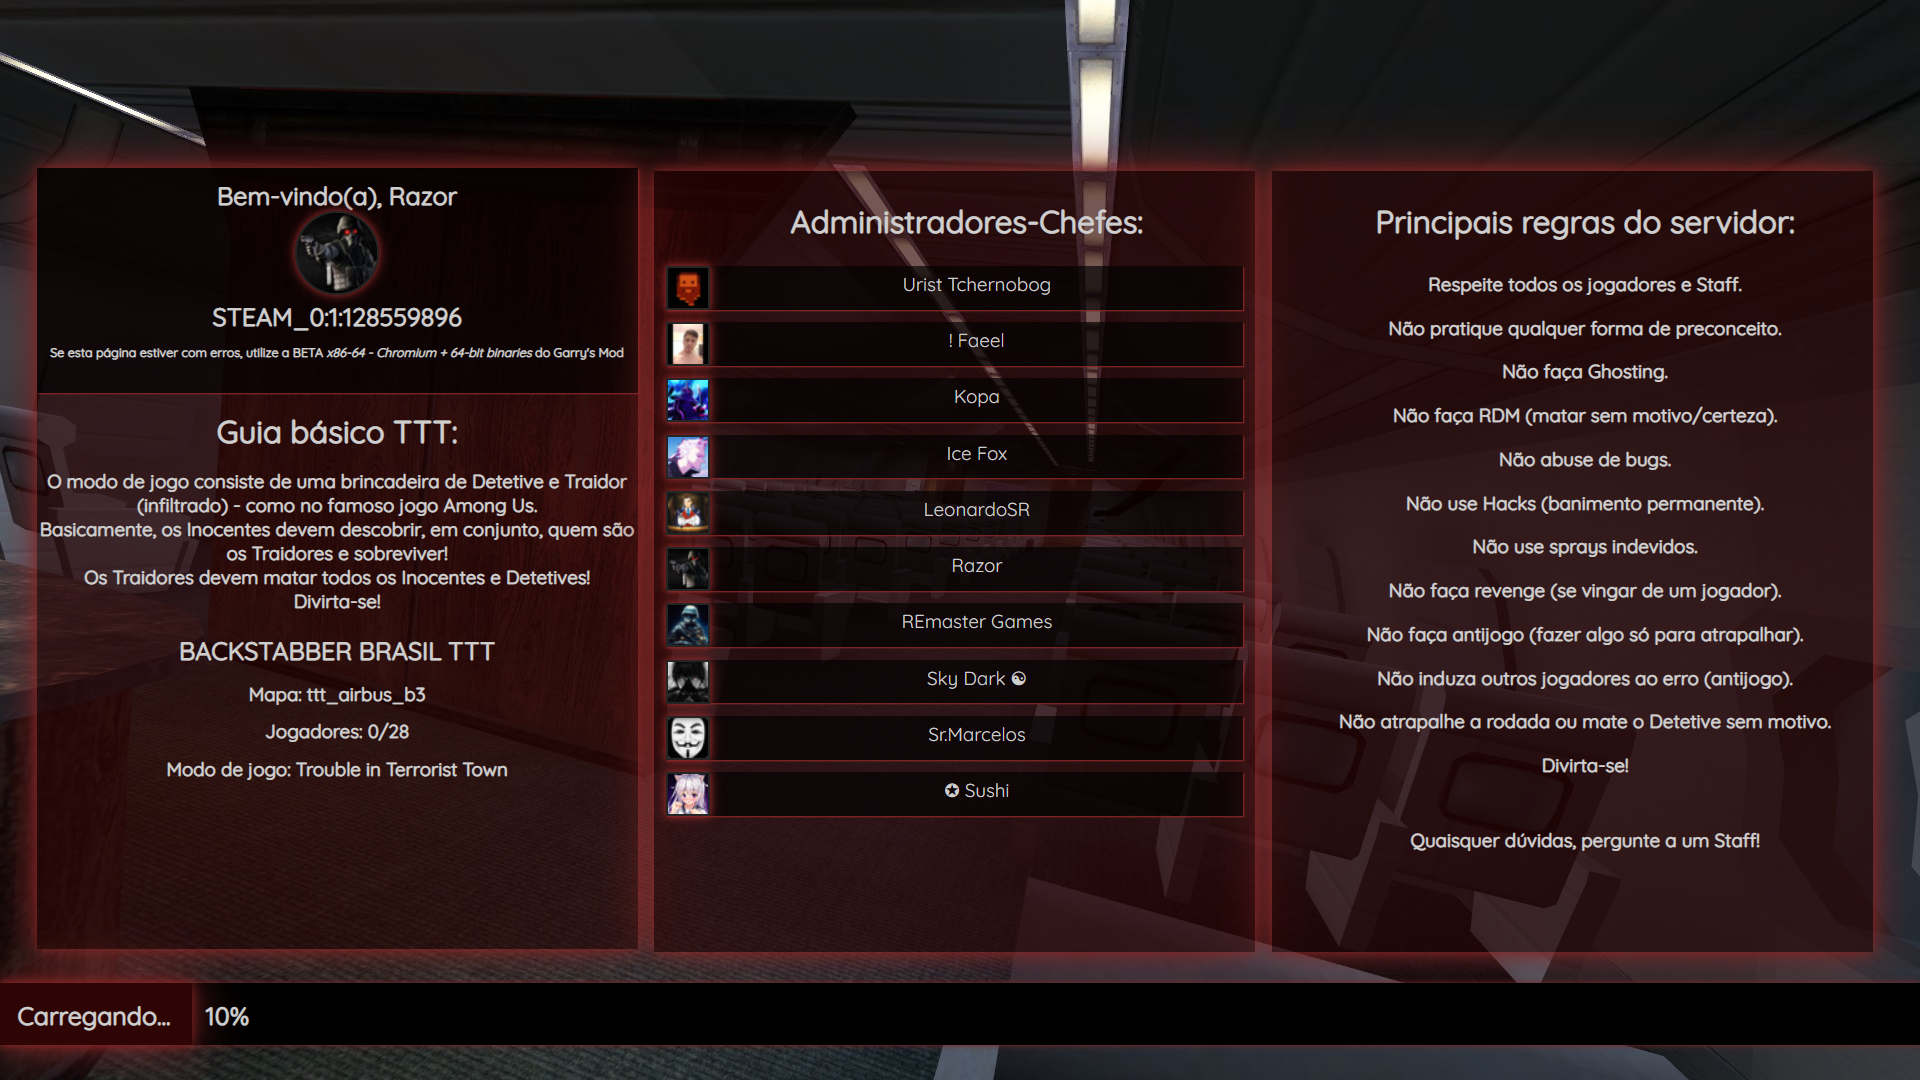 Bem-vindo(a), Razor
STEAM_0:1:128559896
Se esta página estiver com erros, utilize a BETA x86-64 - Chromium + 64-bit binaries do Garry's Mod
Guia básico TTT:
O modo de jogo consiste de uma brincadeira de Detetive e Traidor
(infiltrado) - como no famoso jogo Among Us.
Basicamente, os Inocentes devem descobrir, em conjunto, quem são
os Traidores e sobreviver!
Os Traidores devem matar todos os Inocentes e Detetives!
Divirta-se!
BACKSTABBER BRASIL TTT
Mapa: ttt_airbus_b3
Jogadores: 0/28
Modo de jogo: Trouble in Terrorist Town
Administradores-Chefes:
Urist Tchernobog
! Faeel
Kopa
Ice Fox
LeonardoSR
Razor
REmaster Games
Sky Dark ☯
Sr.Marcelos
✪ Sushi
Principais regras do servidor:
Respeite todos os jogadores e Staff.
Não pratique qualquer forma de preconceito.
Não faça Ghosting.
Não faça RDM (matar sem motivo/certeza).
Não abuse de bugs.
Não use Hacks (banimento permanente).
Não use sprays indevidos.
Não faça revenge (se vingar de um jogador).
Não faça antijogo (fazer algo só para atrapalhar).
Não induza outros jogadores ao erro (antijogo).
Não atrapalhe a rodada ou mate o Detetive sem motivo.
Divirta-se!
Quaisquer dúvidas, pergunte a um Staff!
Carregando... 10%